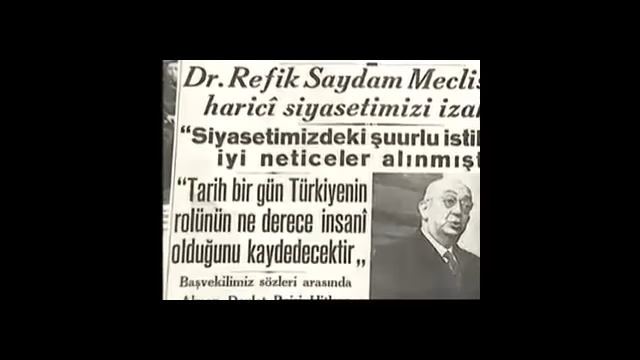 Dr. Refik Saydam Meclis
haricî siyasetimizi iza
"Siyasetimizdeki şuurlu
iyi neticeler alınmış
"Tarih bir gün Türkiyenin
rolünün ne derece insanî
olduğunu kaydedecektir„
Başvekilimiz sözleri arasında